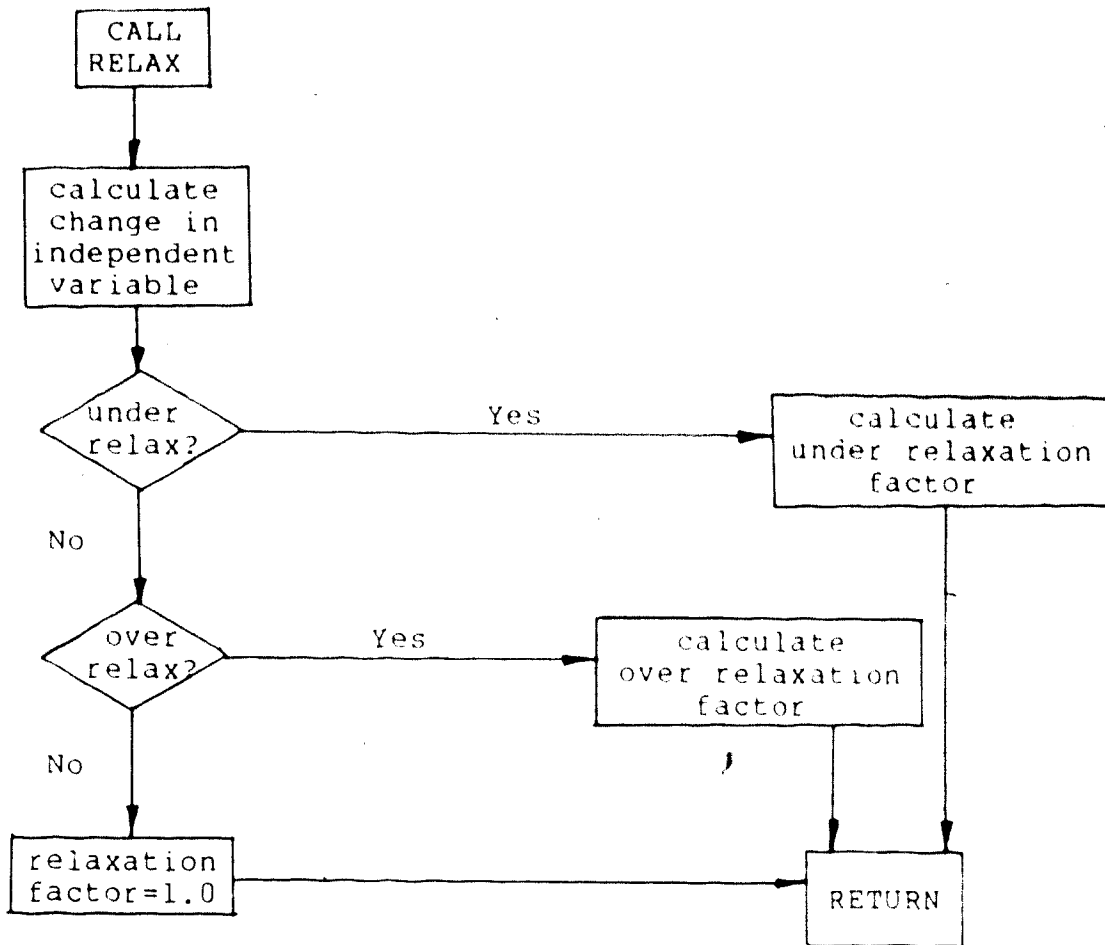 CALL
RELAX
calculate
change in
independent
variable
under
relax?
Yes
calculate
under relaxation
factor
No
over
relax?
Yes
calculate
over relaxation
factor
No
relaxation
factor=1.0
RETURN